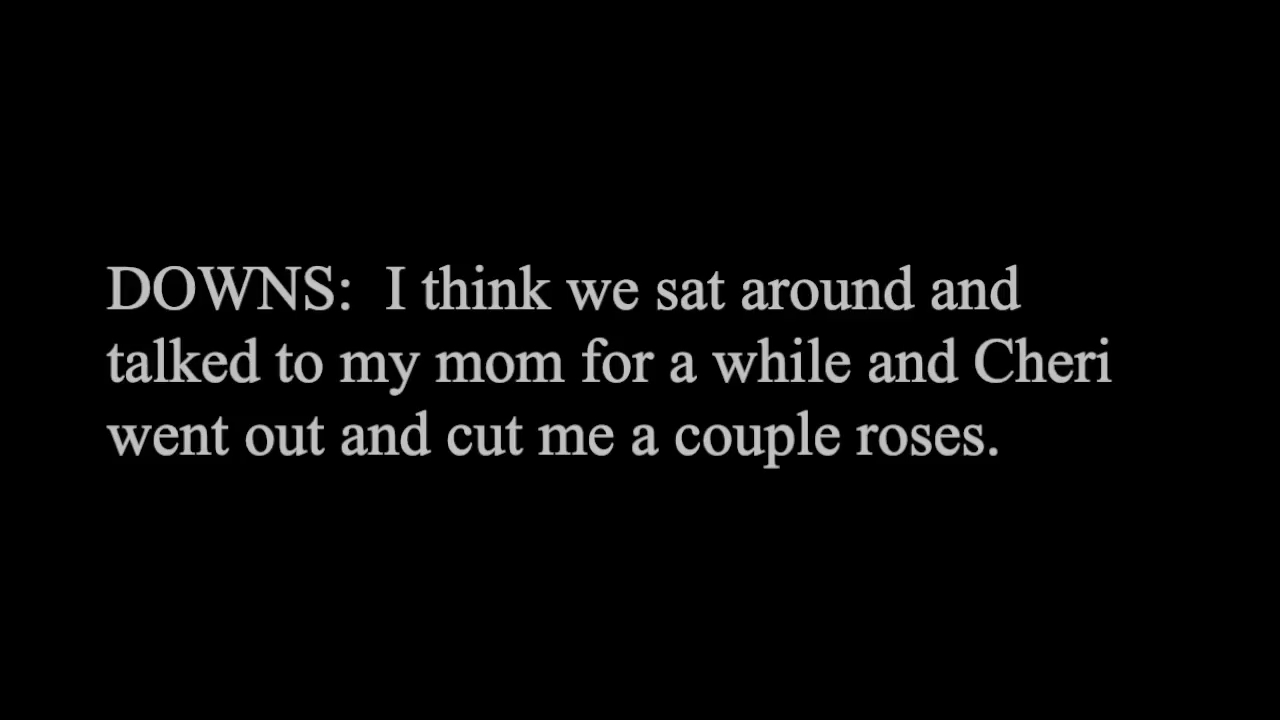 DOWNS:  I think we sat around and
talked to my mom for a while and Cheri
went out and cut me a couple roses.